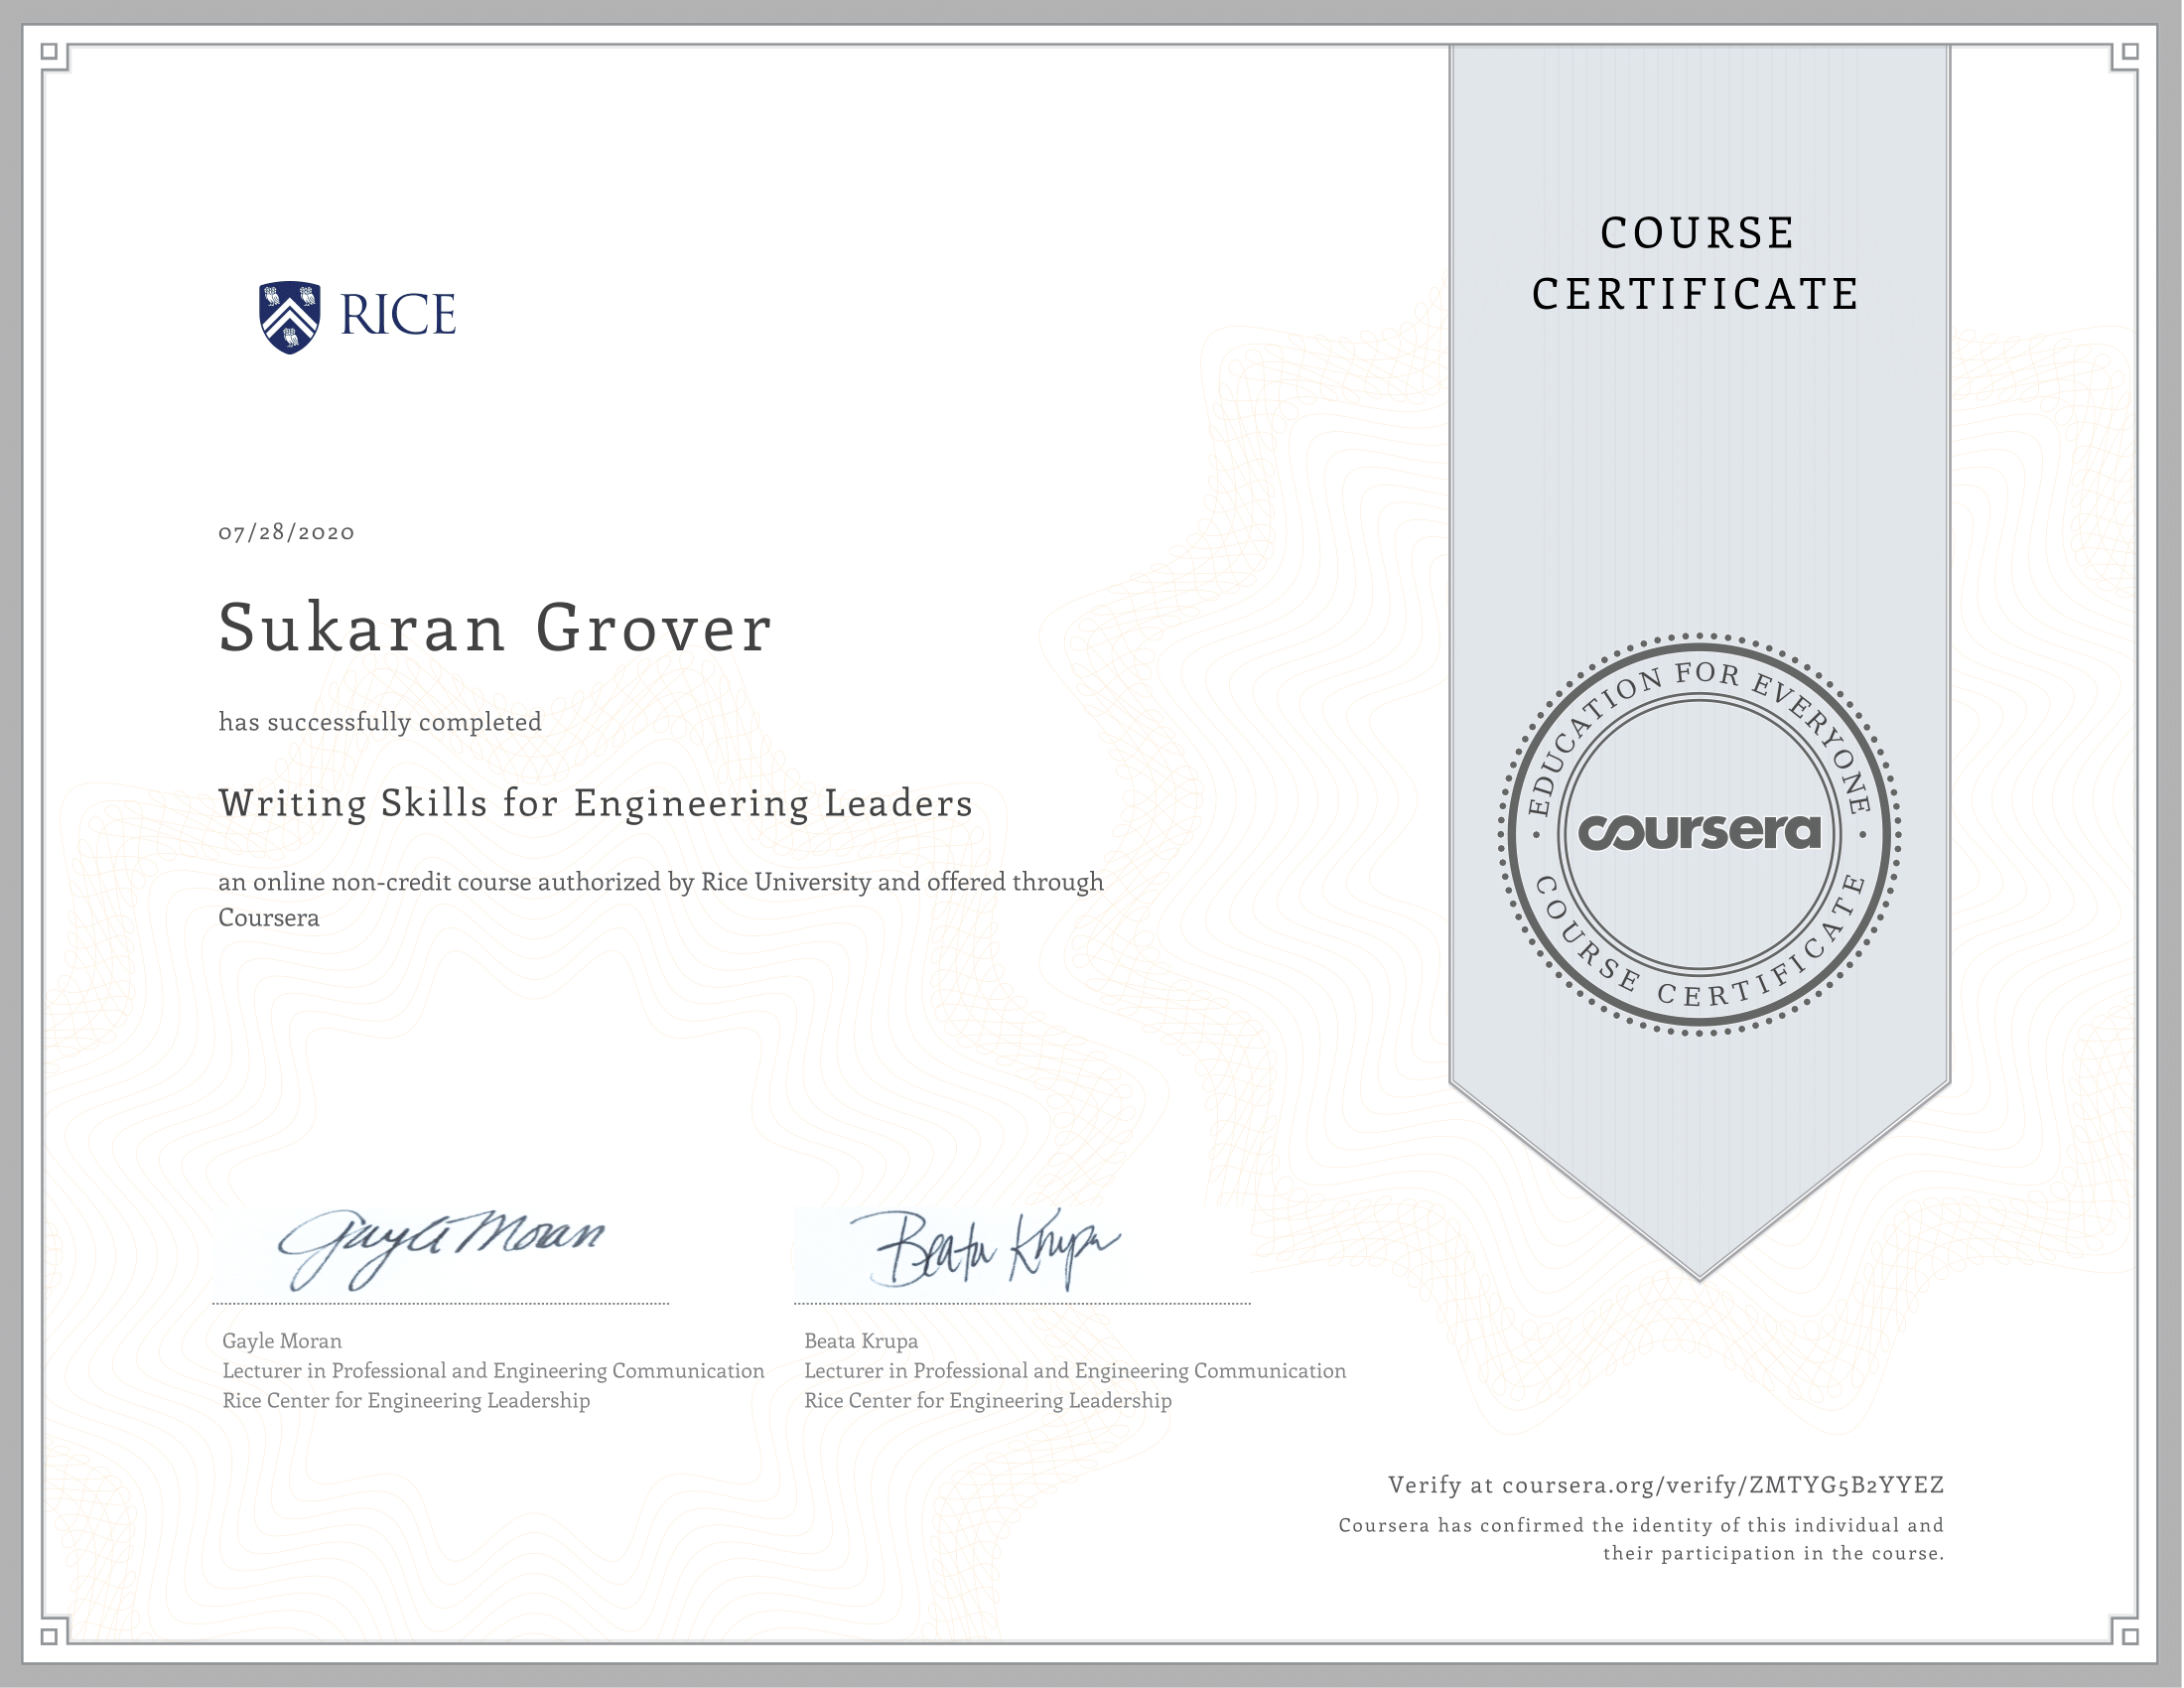 RICE
COURSE
CERTIFICATE
07/28/2020
Sukaran Grover
has successfully completed
Writing Skills for Engineering Leaders
an online non-credit course authorized by Rice University and offered through
Coursera
EDUCATION FOR EVERYONE
coursera
COURSE CERTIFICATE
Gayle Moran
Beata Krupa
Gayle Moran
Lecturer in Professional and Engineering Communication
Rice Center for Engineering Leadership
Beata Krupa
Lecturer in Professional and Engineering Communication
Rice Center for Engineering Leadership
Verify at coursera.org/verify/ZMTYG5B2YYEZ
Coursera has confirmed the identity of this individual and
their participation in the course.